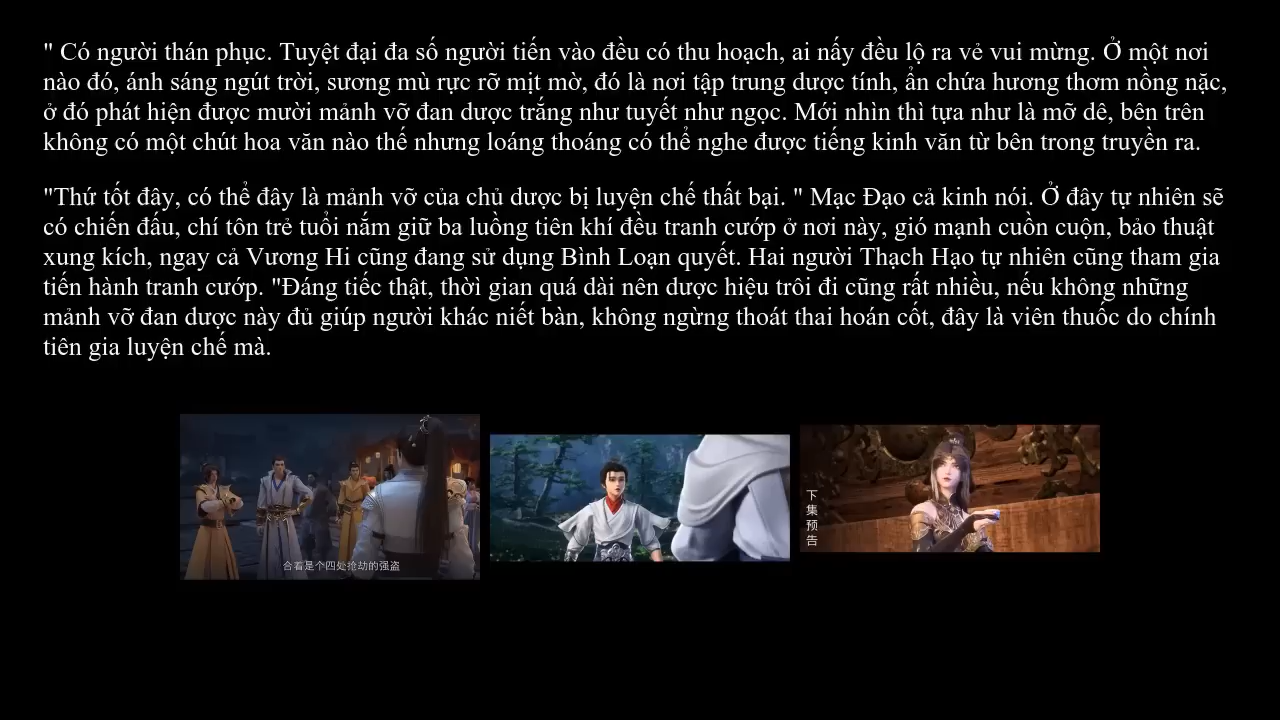 " Có người thán phục. Tuyệt đại đa số người tiến vào đều có thu hoạch, ai nấy đều lộ ra vẻ vui mừng. Ở một nơi
nào đó, ánh sáng ngút trời, sương mù rực rỡ mịt mờ, đó là nơi tập trung dược tính, ẩn chứa hương thơm nồng nặc,
ở đó phát hiện được mười mảnh vỡ đan dược trắng như tuyết như ngọc. Mới nhìn thì tựa như là mỡ dê, bên trên
không có một chút hoa văn nào thế nhưng loáng thoáng có thể nghe được tiếng kinh văn từ bên trong truyền ra.
"Thứ tốt đây, có thể đây là mảnh vỡ của chủ dược bị luyện chế thất bại. " Mạc Đạo cả kinh nói. Ở đây tự nhiên sẽ
có chiến đấu, chí tôn trẻ tuổi nắm giữ ba luồng tiên khí đều tranh cướp ở nơi này, gió mạnh cuồn cuộn, bảo thuật
xung kích, ngay cả Vương Hi cũng đang sử dụng Bình Loạn quyết. Hai người Thạch Hạo tự nhiên cũng tham gia
tiến hành tranh cướp. "Đáng tiếc thật, thời gian quá dài nên dược hiệu trôi đi cũng rất nhiều, nếu không những
mảnh vỡ đan dược này đủ giúp người khác niết bàn, không ngừng thoát thai hoán cốt, đây là viên thuốc do chính
tiên gia luyện chế mà.
合着是个四处抢劫的强盗
下集预告